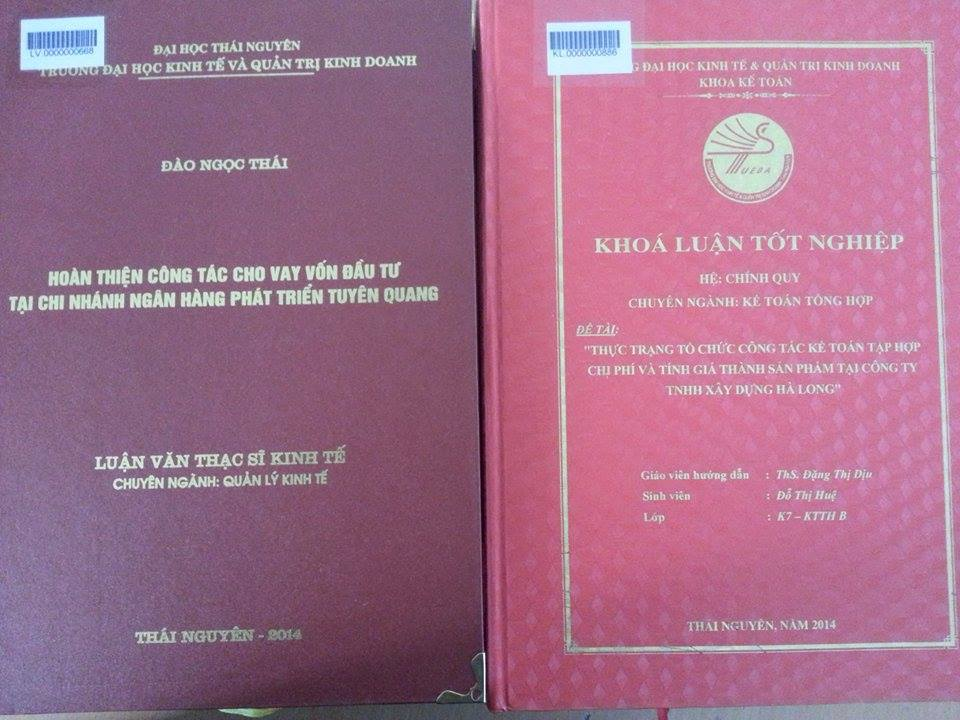 LV.0000000668
ĐẠI HỌC THÁI NGUYÊN
TRƯỜNG ĐẠI HỌC KINH TẾ VÀ QUẢN TRỊ KINH DOANH
ĐÀO NGỌC THÁI
HOÀN THIỆN CÔNG TÁC CHO VAY VỐN ĐẦU TƯ
TẠI CHI NHÁNH NGÂN HÀNG PHÁT TRIỂN TUYÊN QUANG
LUẬN VĂN THẠC SĨ KINH TẾ
CHUYÊN NGÀNH: QUẢN LÝ KINH TẾ
THÁI NGUYÊN - 2014
KL.0000000886
NG ĐẠI HỌC KINH TẾ & QUẢN TRỊ KINH DOANH
KHOA KẾ TOÁN
TUEBA
KHOÁ LUẬN TỐT NGHIỆP
HỆ: CHÍNH QUY
CHUYÊN NGÀNH: KẾ TOÁN TỔNG HỢP
ĐỀ TÀI:
"THỰC TRẠNG TỔ CHỨC CÔNG TÁC KẾ TOÁN TẬP HỢP
CHI PHÍ VÀ TÍNH GIÁ THÀNH SẢN PHẨM TẠI CÔNG TY
TNHH XÂY DỰNG HÀ LONG"
Giáo viên hướng dẫn : ThS. Đặng Thị Dịu
Sinh viên : Đỗ Thị Huệ
Lớp : K7 – KTTH B
THÁI NGUYÊN, NĂM 2014